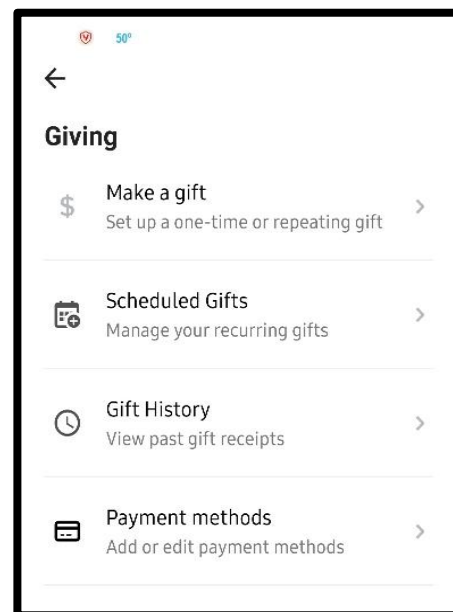 50°
Giving
Make a gift
Set up a one-time or repeating gift
Scheduled Gifts
Manage your recurring gifts
Gift History
View past gift receipts
Payment methods
Add or edit payment methods